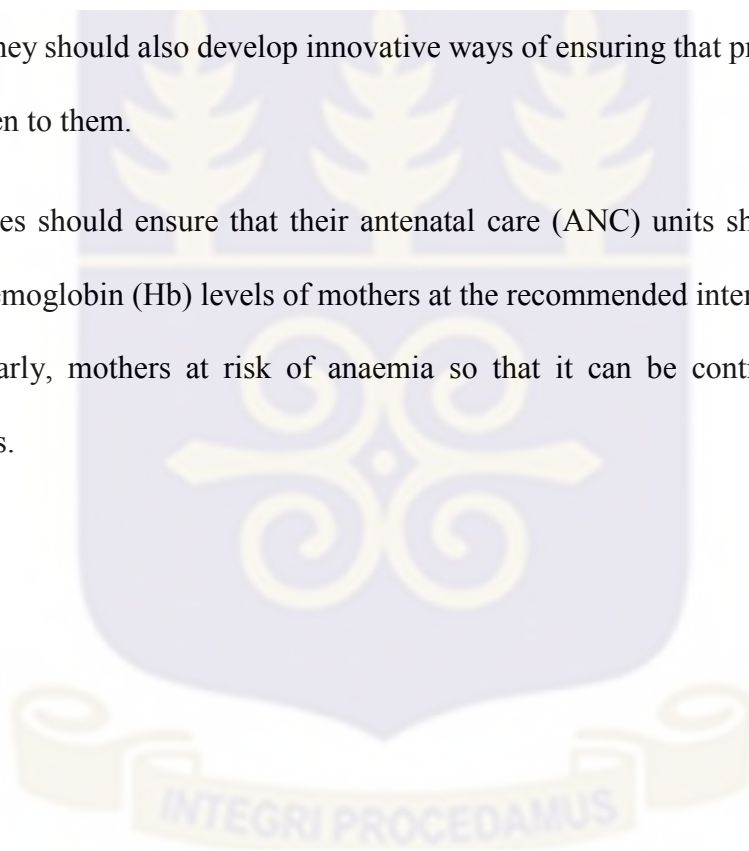 hey should also develop innovative ways of ensuring that pr
en to them.
es should ensure that their antenatal care (ANC) units sh
emoglobin (Hb) levels of mothers at the recommended inter
arly, mothers at risk of anaemia so that it can be cont
s.
INTEGRI PROCEDAMUS